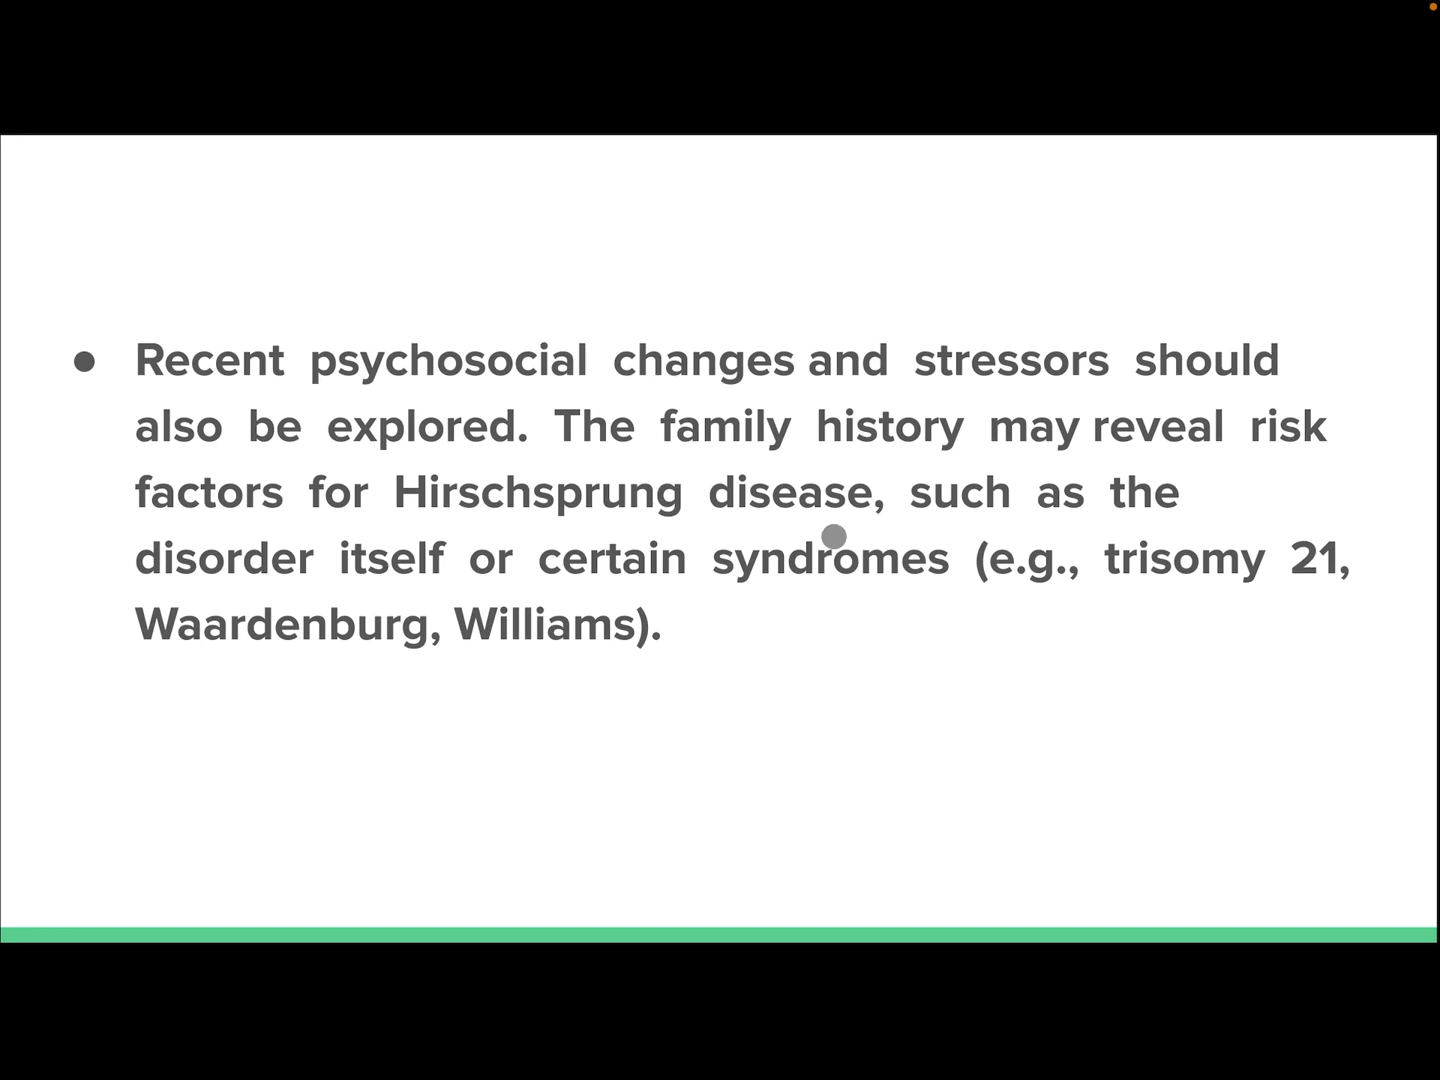 ● Recent psychosocial changes and stressors should
also be explored. The family history may reveal risk
factors for Hirschsprung disease, such as the
disorder itself or certain syndromes (e.g., trisomy 21,
Waardenburg, Williams).